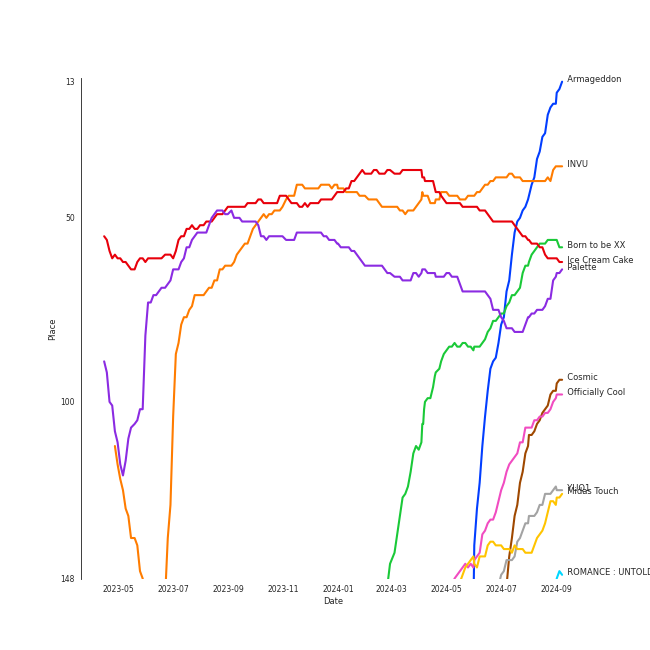 13
50
100
148
Place
2023-05
2023-07
2023-09
2023-11
2024-01
2024-03
2024-05
2024-07
2024-09
Date
Armageddon
INVU
Born to be XX
Ice Cream Cake
Palette
Cosmic
Officially Cool
Midas Touch
ROMANCE : UNTOLD